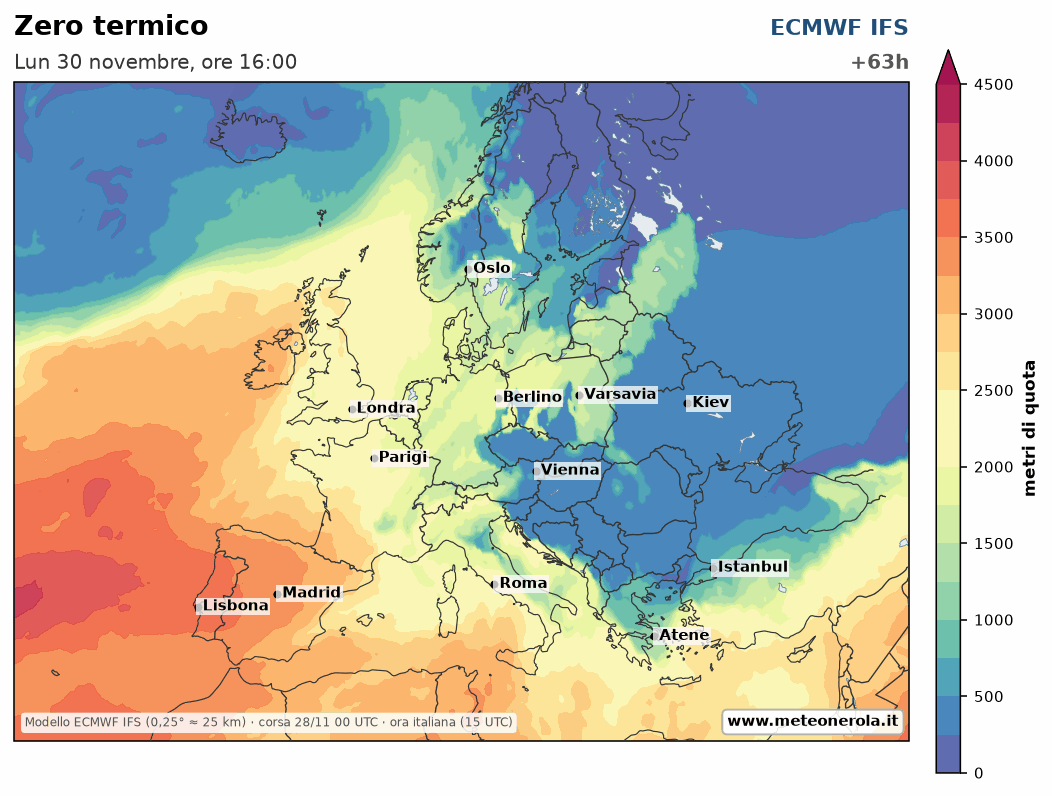 Zero termico
ECMWF IFS
Lun 30 novembre, ore 16:00
+63h
Oslo
Londra
Berlino
Varsavia
Kiev
Parigi
Vienna
Istanbul
Roma
Madrid
Lisbona
Atene
Modello ECMWF IFS (0,25° ≈ 25 km) · corsa 28/11 00 UTC · ora italiana (15 UTC)
www.meteonerola.it
4500
4000
3500
3000
2500
2000
1500
1000
500
0
metri di quota